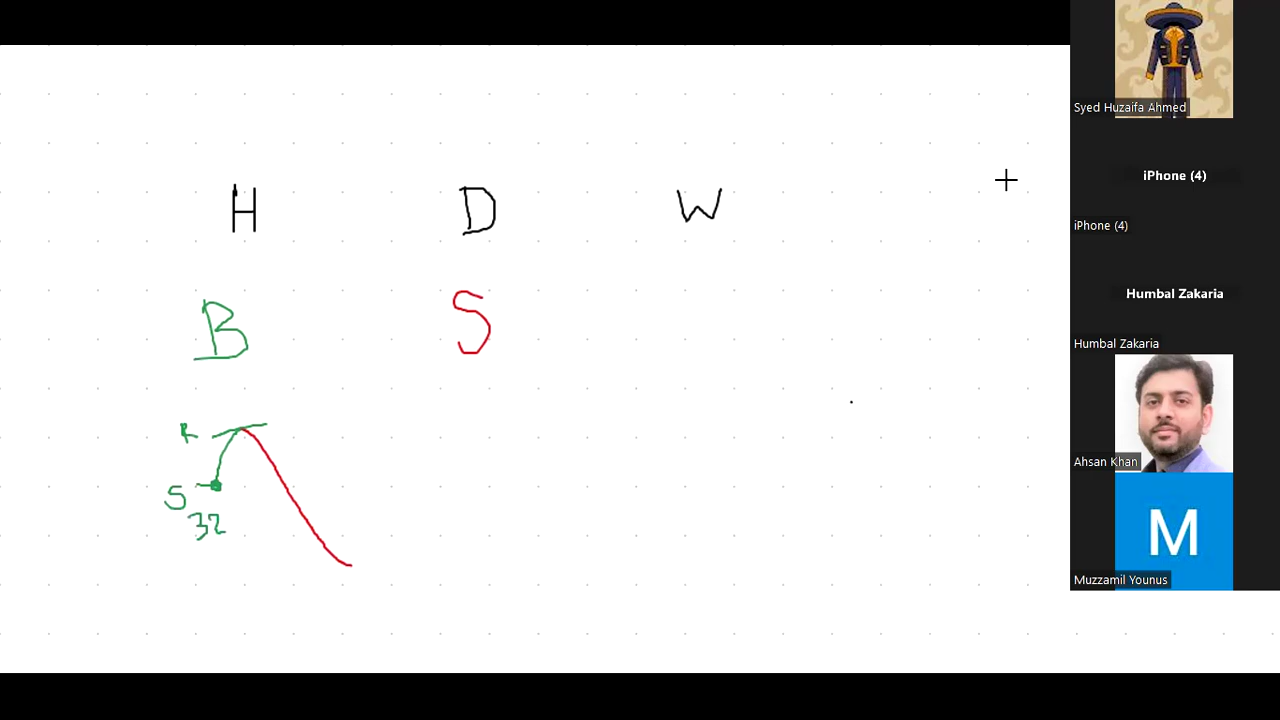 H D W
B S
R
S
32
Syed Huzaifa Ahmed
iPhone (4)
iPhone (4)
Humbal Zakaria
Humbal Zakaria
Ahsan Khan
M
Muzzamil Younus